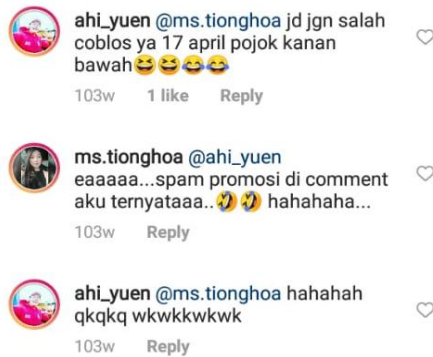 ahi_yuen @ms.tionghoa jd jgn salah
coblos ya 17 april pojok kanan
bawah😆😆😂😂
103w 1 like Reply
ms.tionghoa @ahi_yuen
eaaaaa...spam promosi di comment
aku ternyataaa..🤣🤣 hahahaha...
103w Reply
ahi_yuen @ms.tionghoa hahahah
qkqkq wkwkkwkwk
103w Reply